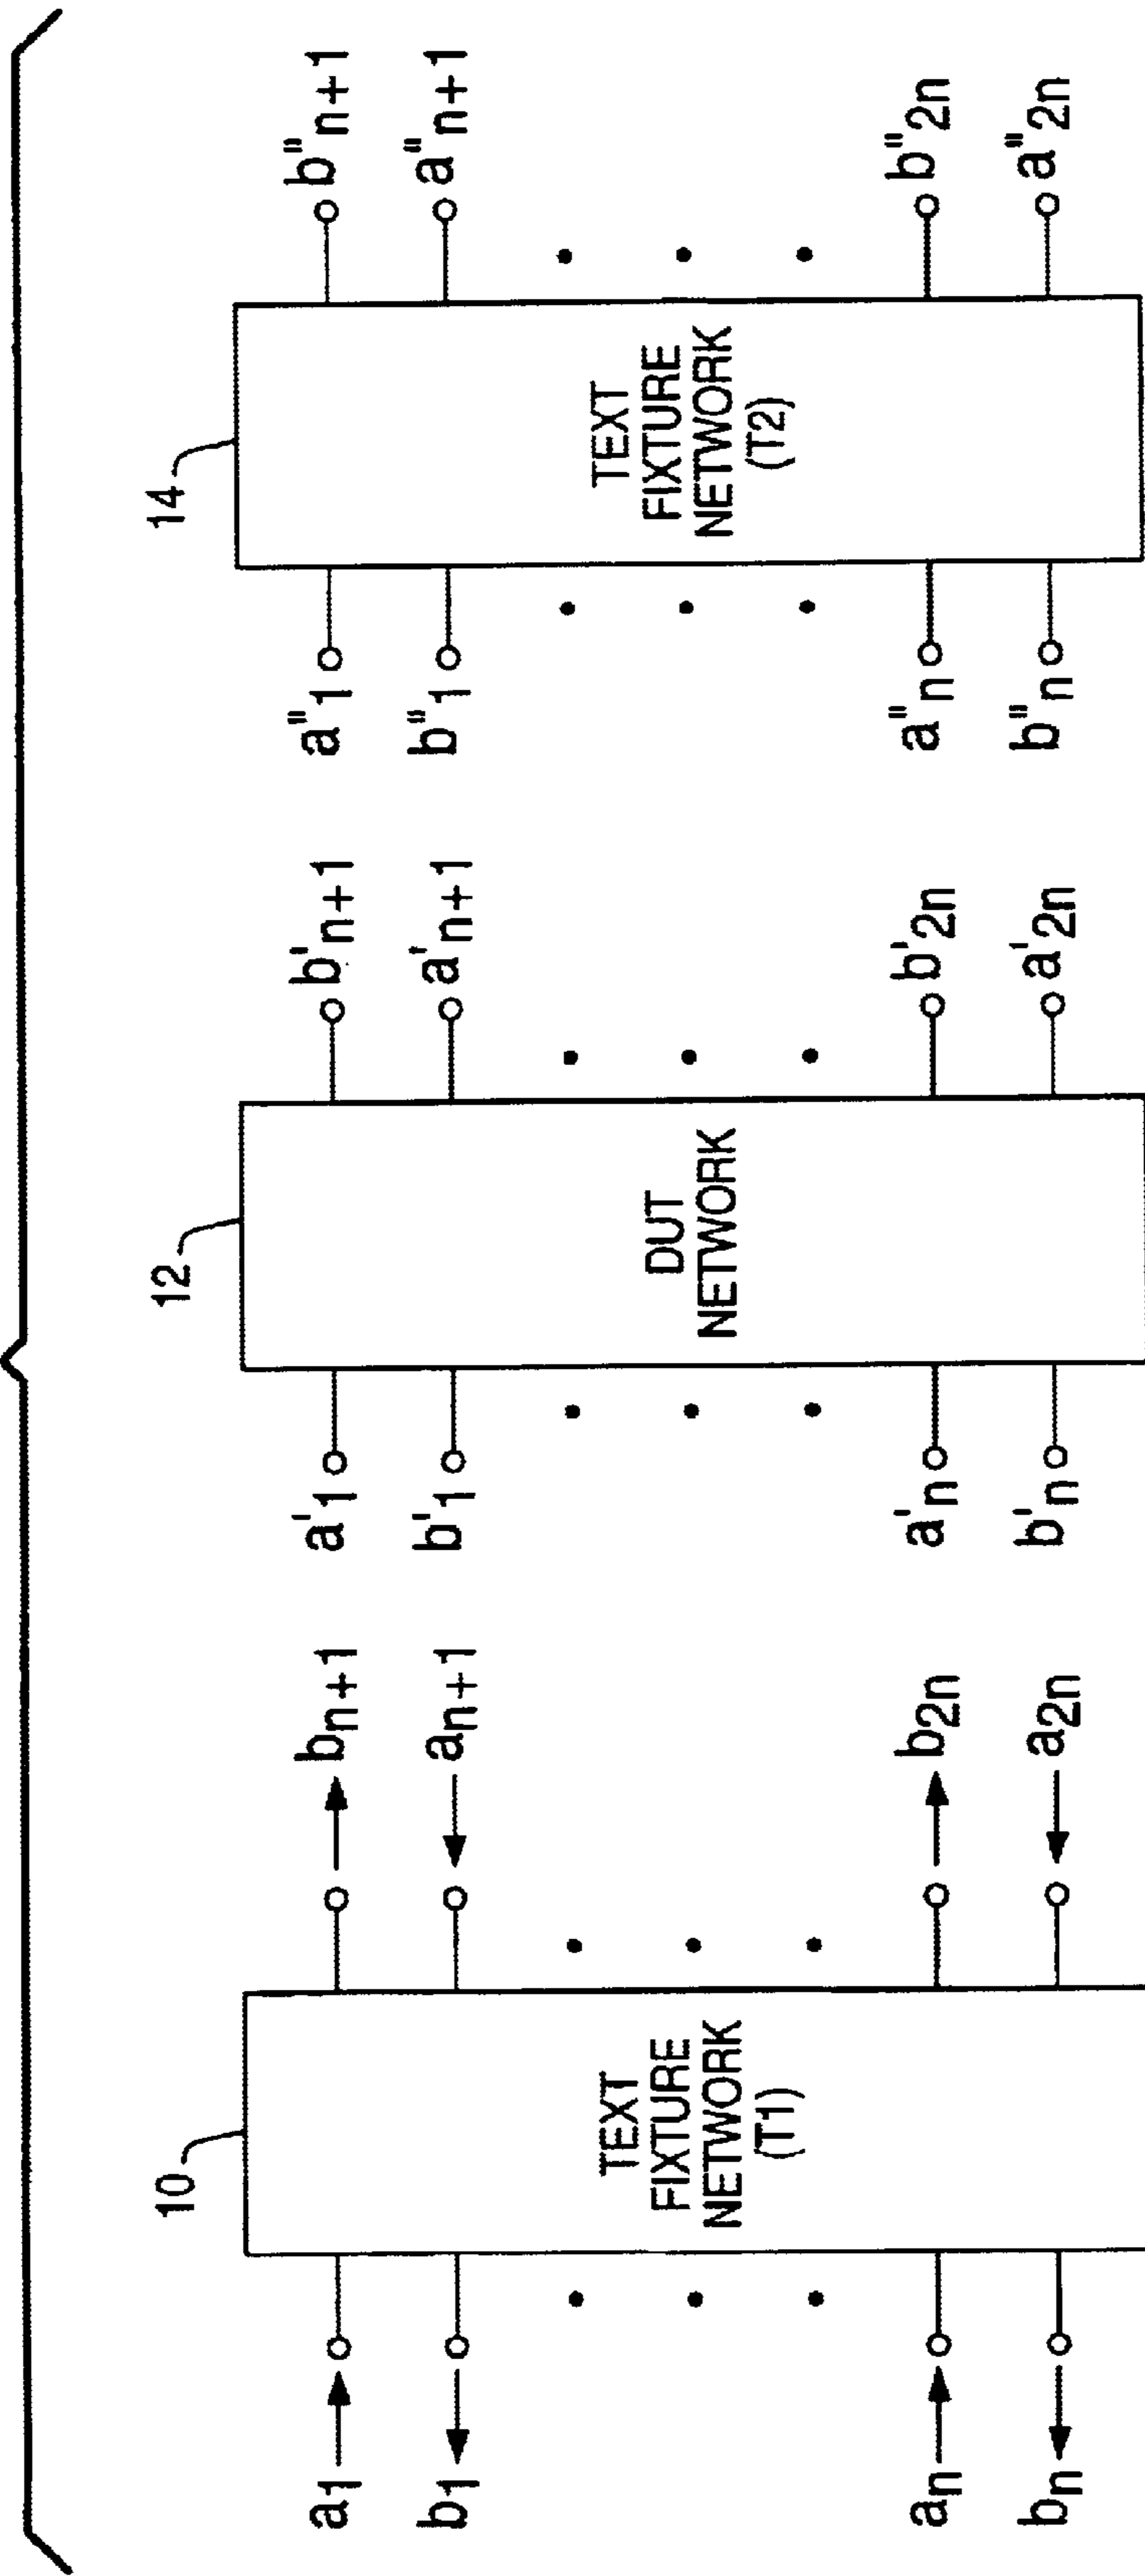 10
12
14
TEXT
FIXTURE
NETWORK
(T1)
DUT
NETWORK
TEXT
FIXTURE
NETWORK
(T2)
a1
b1
an
bn
bn+1
an+1
b2n
a2n
a'1
b'1
a'n
b'n
b'n+1
a'n+1
b'2n
a'2n
a"1
b"1
a"n
b"n
b"n+1
a"n+1
b"2n
a"2n